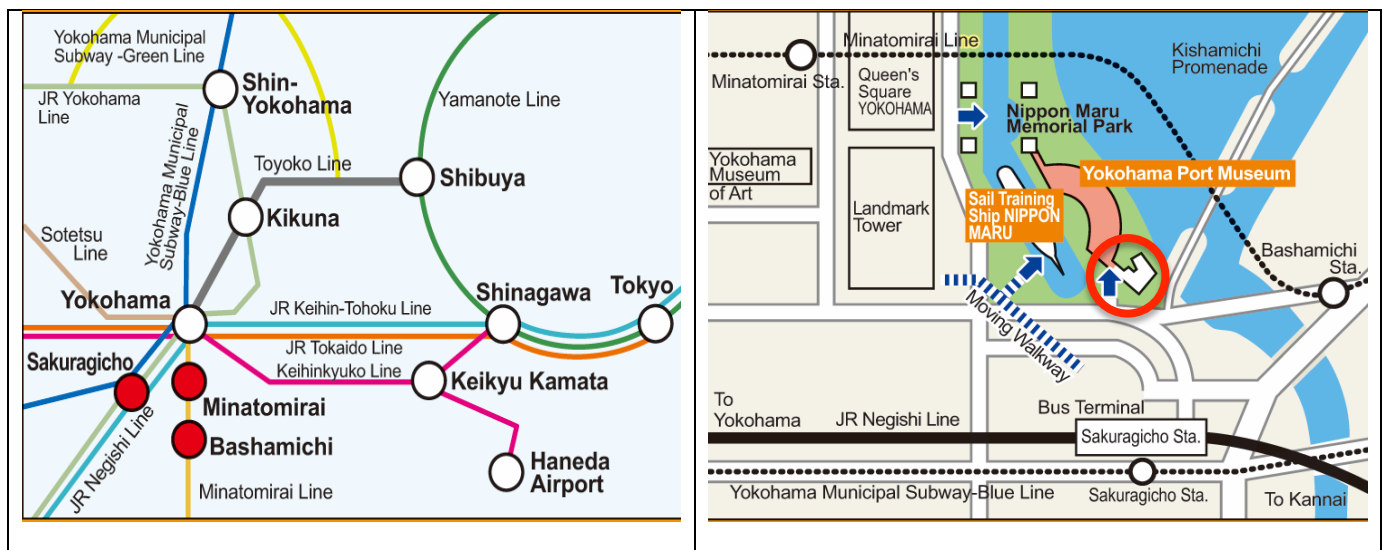 Yokohama Municipal
Subway -Green Line
Shin-
Yokohama
JR Yokohama
Line
Yamanote Line
Yokohama Municipal
Subway-Blue Line
Toyoko Line
Shibuya
Kikuna
Sotetsu
Line
Yokohama
Shinagawa
Tokyo
JR Keihin-Tohoku Line
JR Tokaido Line
Sakuragicho
Keihinkyuko Line
Keikyu Kamata
Minatomirai
Bashamichi
Haneda
Airport
JR Negishi Line
Minatomirai Line
Minatomirai Line
Kishamichi
Promenade
Minatomirai Sta.
Queen's
Square
YOKOHAMA
Nippon Maru
Memorial Park
Yokohama
Museum
of Art
Yokohama Port Museum
Sail Training
Ship NIPPON
MARU
Landmark
Tower
Bashamichi
Sta.
Moving Walkway
To
Yokohama
JR Negishi Line
Bus Terminal
Sakuragicho Sta.
Yokohama Municipal Subway-Blue Line
Sakuragicho Sta.
To Kannai